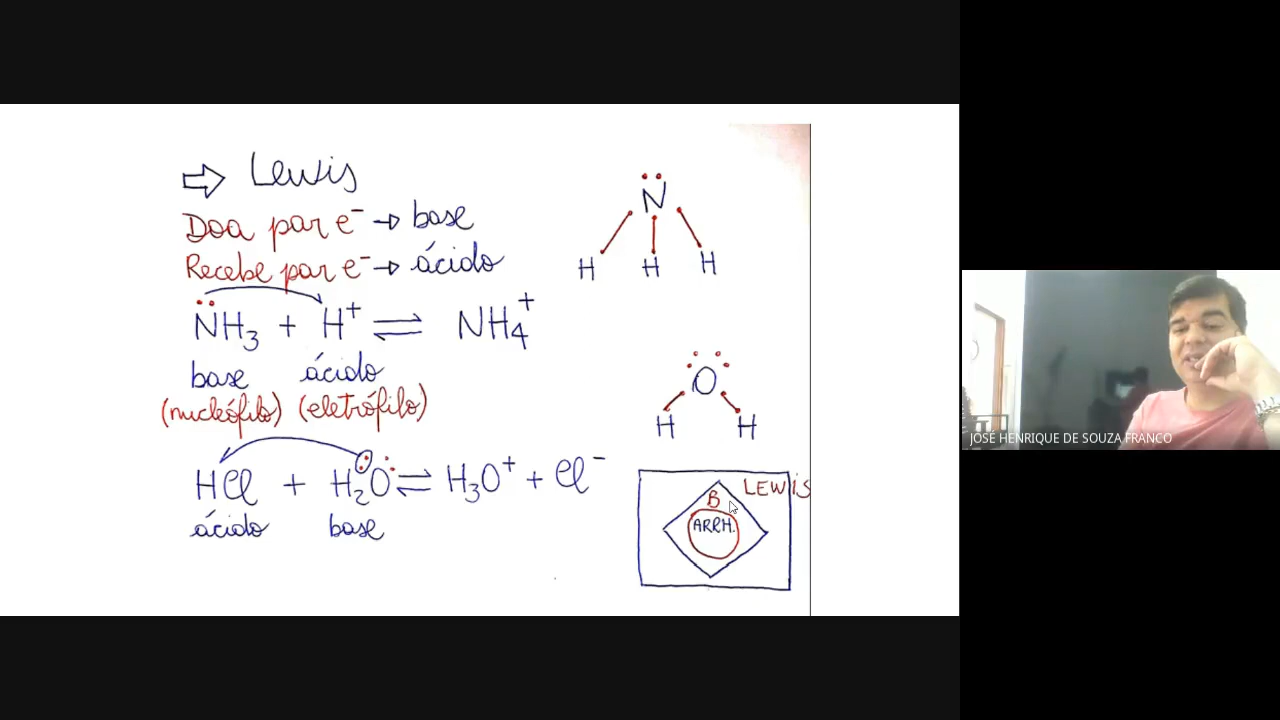 ⇒ Lewis
Doa par e⁻ → base
Recebe par e⁻ → ácido
NH₃ + H⁺ ⇌ NH₄⁺
base ácido
(nucleófilo) (eletrófilo)
HCl + H₂O ⇌ H₃O⁺ + Cl⁻
ácido base
N
H H H
O
H H
LEWIS
B
ARRH.
JOSÉ HENRIQUE DE SOUZA FRANCO